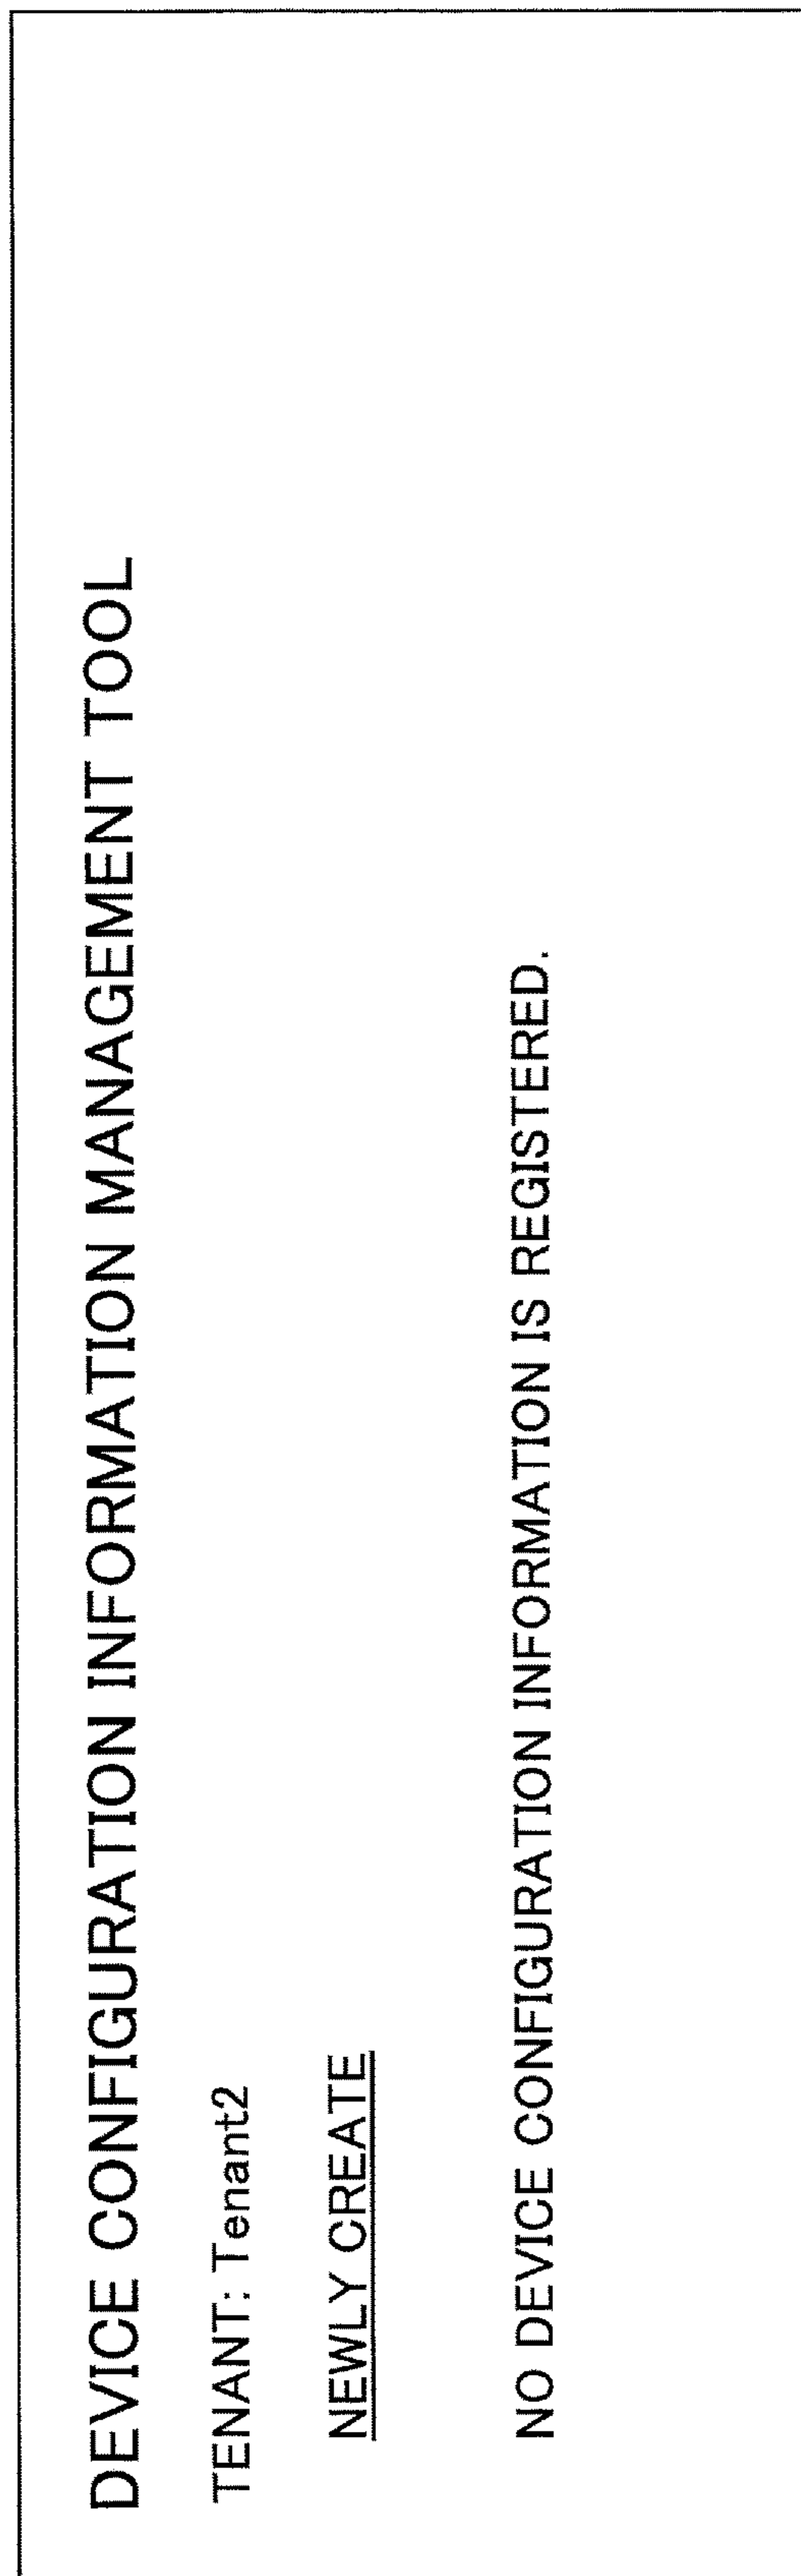 DEVICE CONFIGURATION INFORMATION MANAGEMENT TOOL
TENANT: Tenant2
NEWLY CREATE
NO DEVICE CONFIGURATION INFORMATION IS REGISTERED.